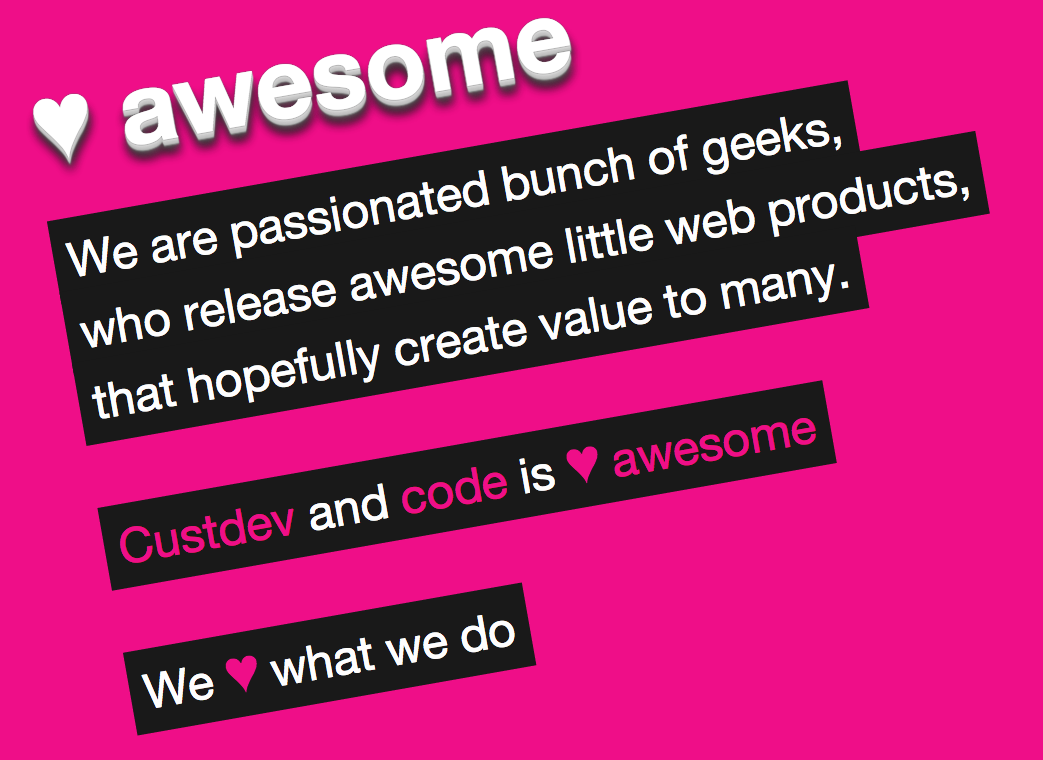 ♥ awesome
We are passionated bunch of geeks,
who release awesome little web products,
that hopefully create value to many.
Custdev and code is ♥ awesome
We ♥ what we do